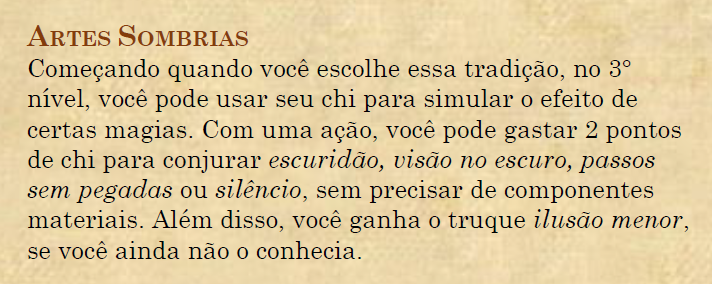 Artes Sombrias
Começando quando você escolhe essa tradição, no 3°
nível, você pode usar seu chi para simular o efeito de
certas magias. Com uma ação, você pode gastar 2 pontos
de chi para conjurar escuridão, visão no escuro, passos
sem pegadas ou silêncio, sem precisar de componentes
materiais. Além disso, você ganha o truque ilusão menor,
se você ainda não o conhecia.